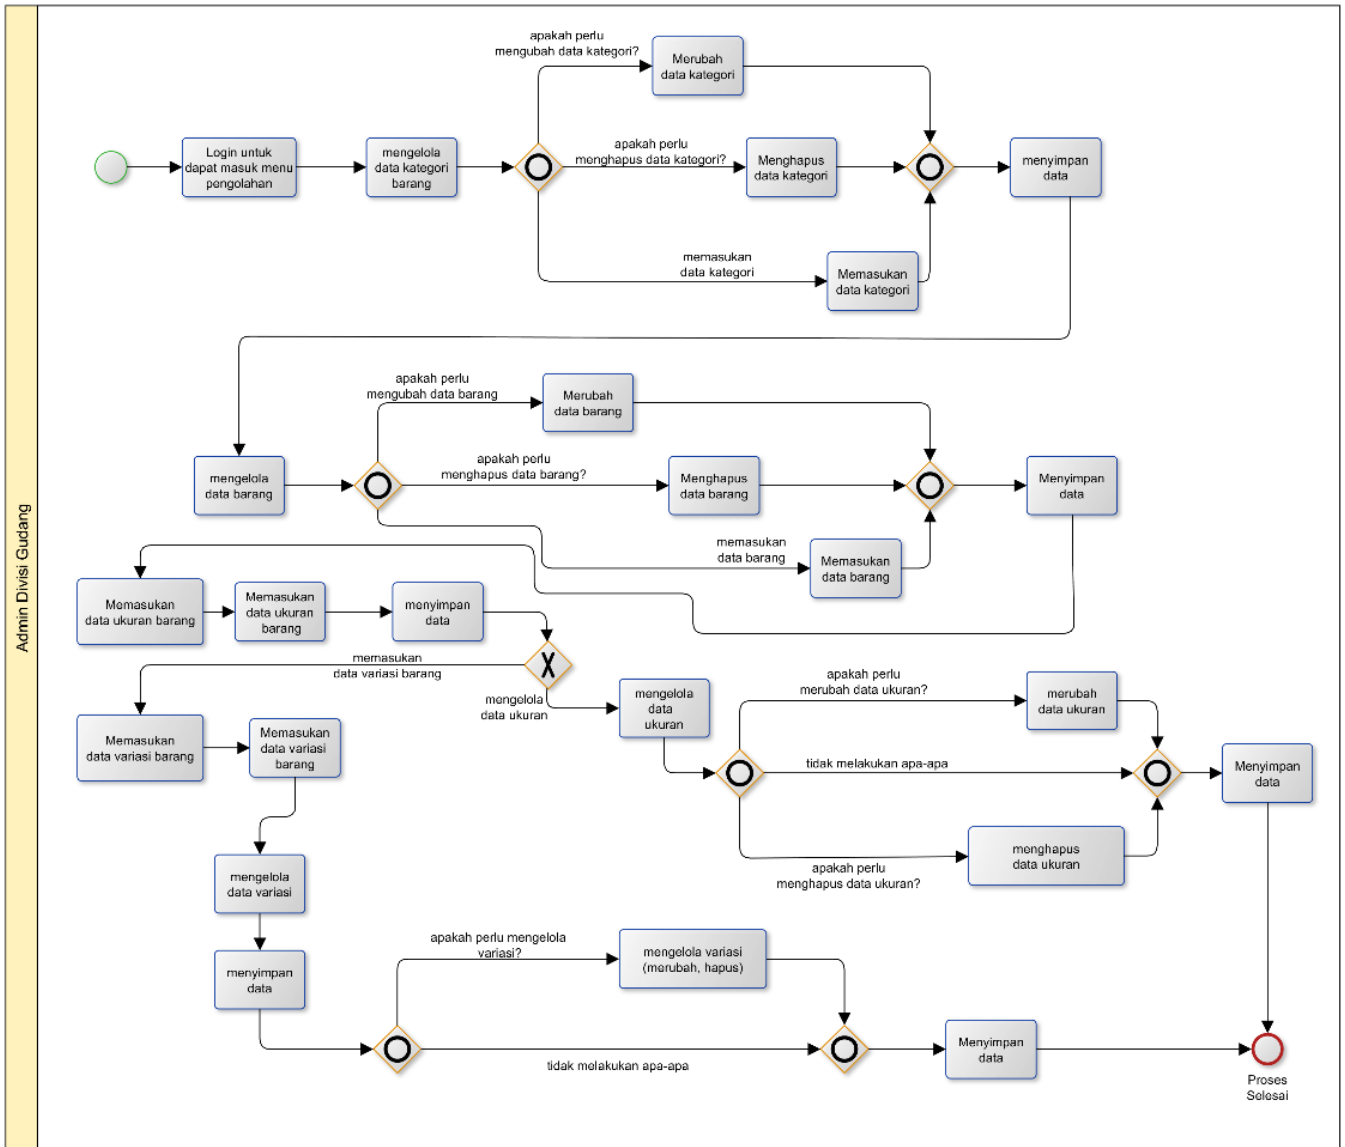 Admin Divisi Gudang
apakah perlu
mengubah data kategori?
Merubah
data kategori
Login untuk
dapat masuk menu
pengolahan
mengelola
data kategori
barang
apakah perlu
menghapus data kategori?
Menghapus
data kategori
menyimpan
data
memasukan
data kategori
Memasukan
data kategori
apakah perlu
mengubah data barang
Merubah
data barang
mengelola
data barang
apakah perlu
menghapus data barang?
Menghapus
data barang
Menyimpan
data
memasukan
data barang
Memasukan
data barang
Memasukan
data ukuran barang
Memasukan
data ukuran
barang
menyimpan
data
X
memasukan
data variasi barang
mengelola
data ukuran
mengelola
data
ukuran
apakah perlu
merubah data ukuran?
merubah
data ukuran
Memasukan
data variasi barang
Memasukan
data variasi
barang
tidak melakukan apa-apa
Menyimpan
data
apakah perlu
menghapus data ukuran?
menghapus
data ukuran
mengelola
data variasi
menyimpan
data
apakah perlu mengelola
variasi?
mengelola variasi
(merubah, hapus)
tidak melakukan apa-apa
Menyimpan
data
Proses
Selesai